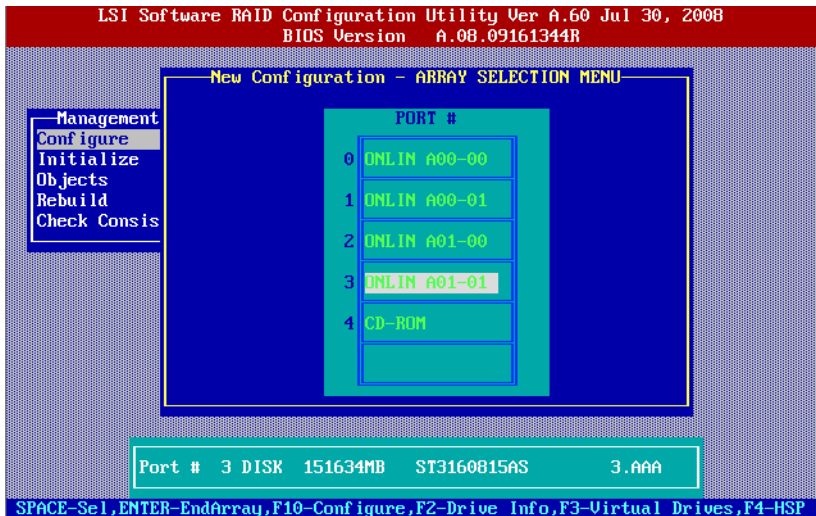 LSI Software RAID Configuration Utility Ver A.60 Jul 30, 2008
BIOS Version A.08.09161344R
New Configuration - ARRAY SELECTION MENU
Management
Configure
Initialize
Objects
Rebuild
Check Consis
PORT #
0 ONLIN A00-00
1 ONLIN A00-01
2 ONLIN A01-00
3 ONLIN A01-01
4 CD-ROM
Port # 3 DISK 151634MB ST3160815AS 3.AAA
SPACE-Sel,ENTER-EndArray,F10-Configure,F2-Drive Info,F3-Virtual Drives,F4-HSP